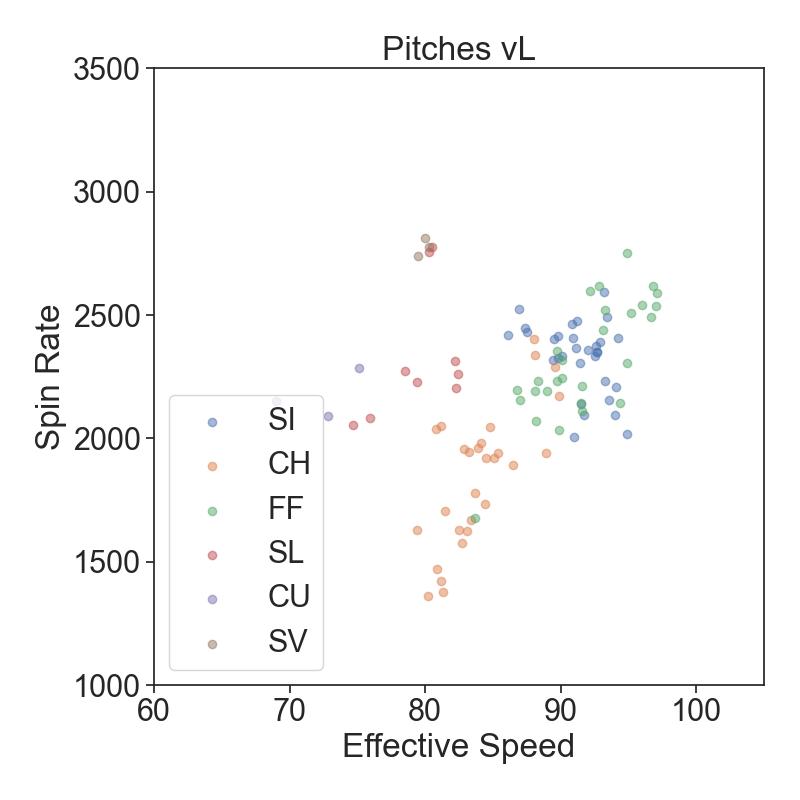 Pitches vL
3500
3000
2500
2000
1500
1000
Spin Rate
SI
CH
FF
SL
CU
SV
60 70 80 90 100
Effective Speed